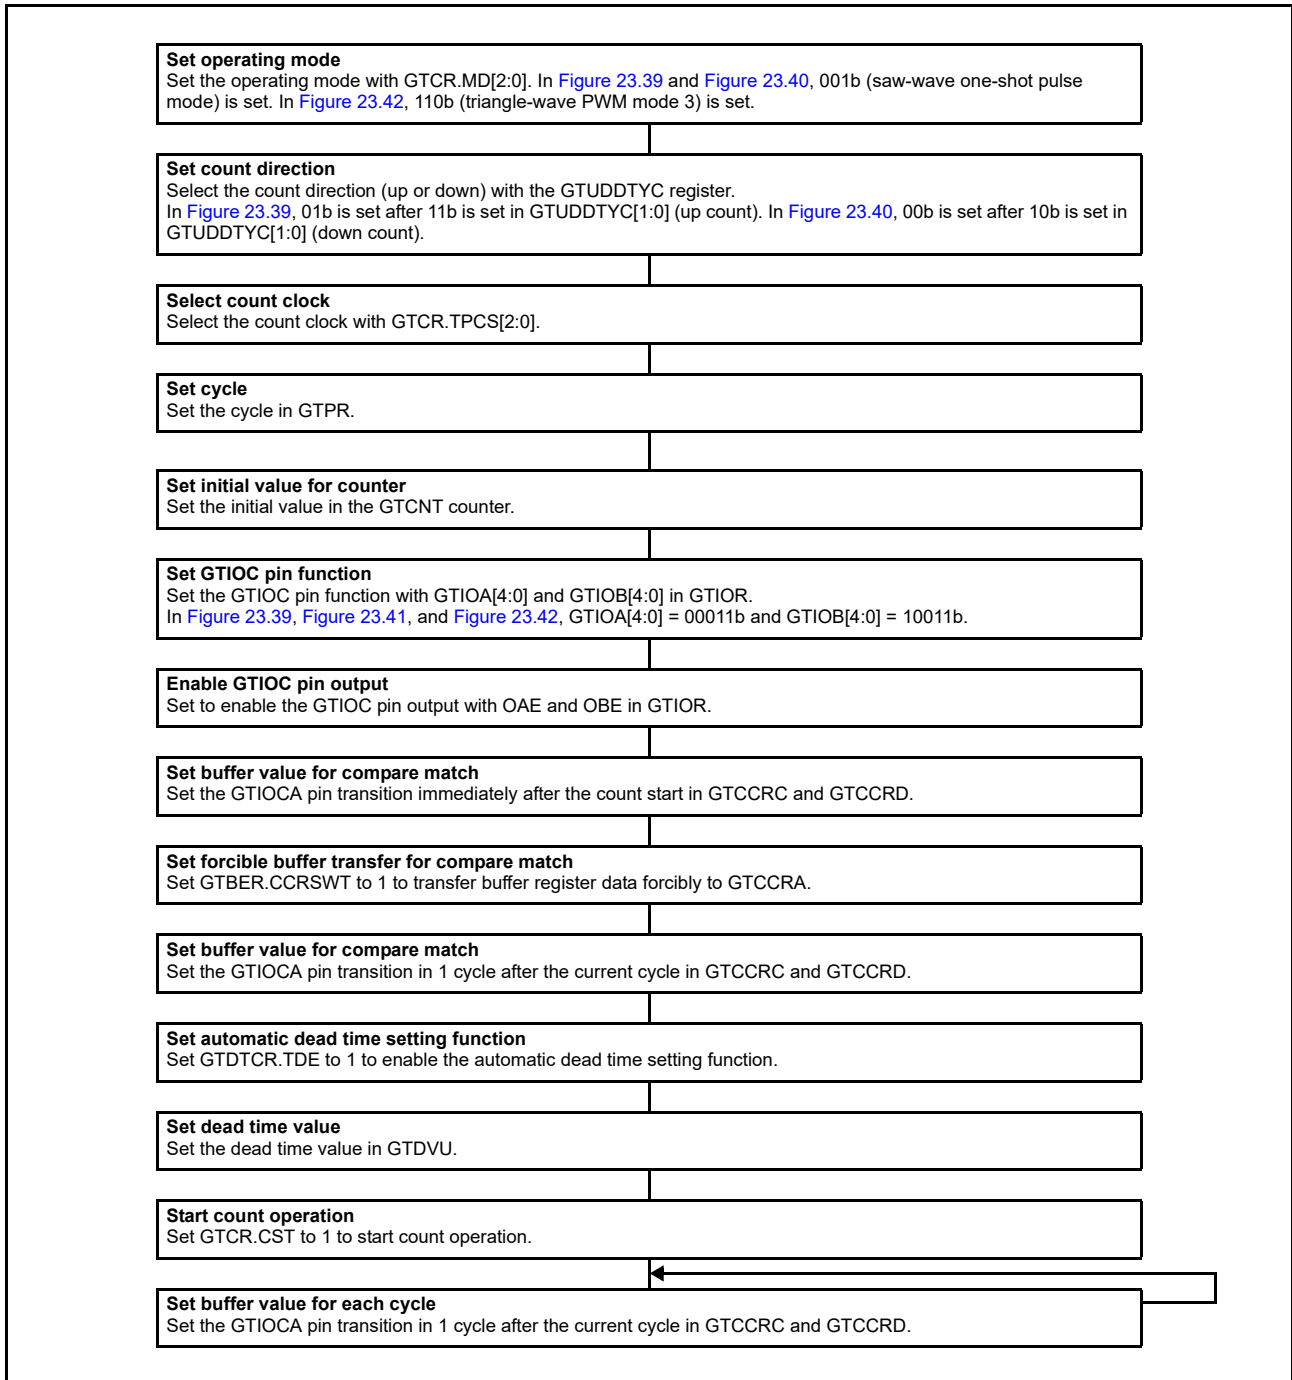 Set operating mode
Set the operating mode with GTCR.MD[2:0]. In Figure 23.39 and Figure 23.40, 001b (saw-wave one-shot pulse
mode) is set. In Figure 23.42, 110b (triangle-wave PWM mode 3) is set.
Set count direction
Select the count direction (up or down) with the GTUDDTYC register.
In Figure 23.39, 01b is set after 11b is set in GTUDDTYC[1:0] (up count). In Figure 23.40, 00b is set after 10b is set in
GTUDDTYC[1:0] (down count).
Select count clock
Select the count clock with GTCR.TPCS[2:0].
Set cycle
Set the cycle in GTPR.
Set initial value for counter
Set the initial value in the GTCNT counter.
Set GTIOC pin function
Set the GTIOC pin function with GTIOA[4:0] and GTIOB[4:0] in GTIOR.
In Figure 23.39, Figure 23.41, and Figure 23.42, GTIOA[4:0] = 00011b and GTIOB[4:0] = 10011b.
Enable GTIOC pin output
Set to enable the GTIOC pin output with OAE and OBE in GTIOR.
Set buffer value for compare match
Set the GTIOCA pin transition immediately after the count start in GTCCRC and GTCCRD.
Set forcible buffer transfer for compare match
Set GTBER.CCRSWT to 1 to transfer buffer register data forcibly to GTCCRA.
Set buffer value for compare match
Set the GTIOCA pin transition in 1 cycle after the current cycle in GTCCRC and GTCCRD.
Set automatic dead time setting function
Set GTDTCR.TDE to 1 to enable the automatic dead time setting function.
Set dead time value
Set the dead time value in GTDVU.
Start count operation
Set GTCR.CST to 1 to start count operation.
Set buffer value for each cycle
Set the GTIOCA pin transition in 1 cycle after the current cycle in GTCCRC and GTCCRD.